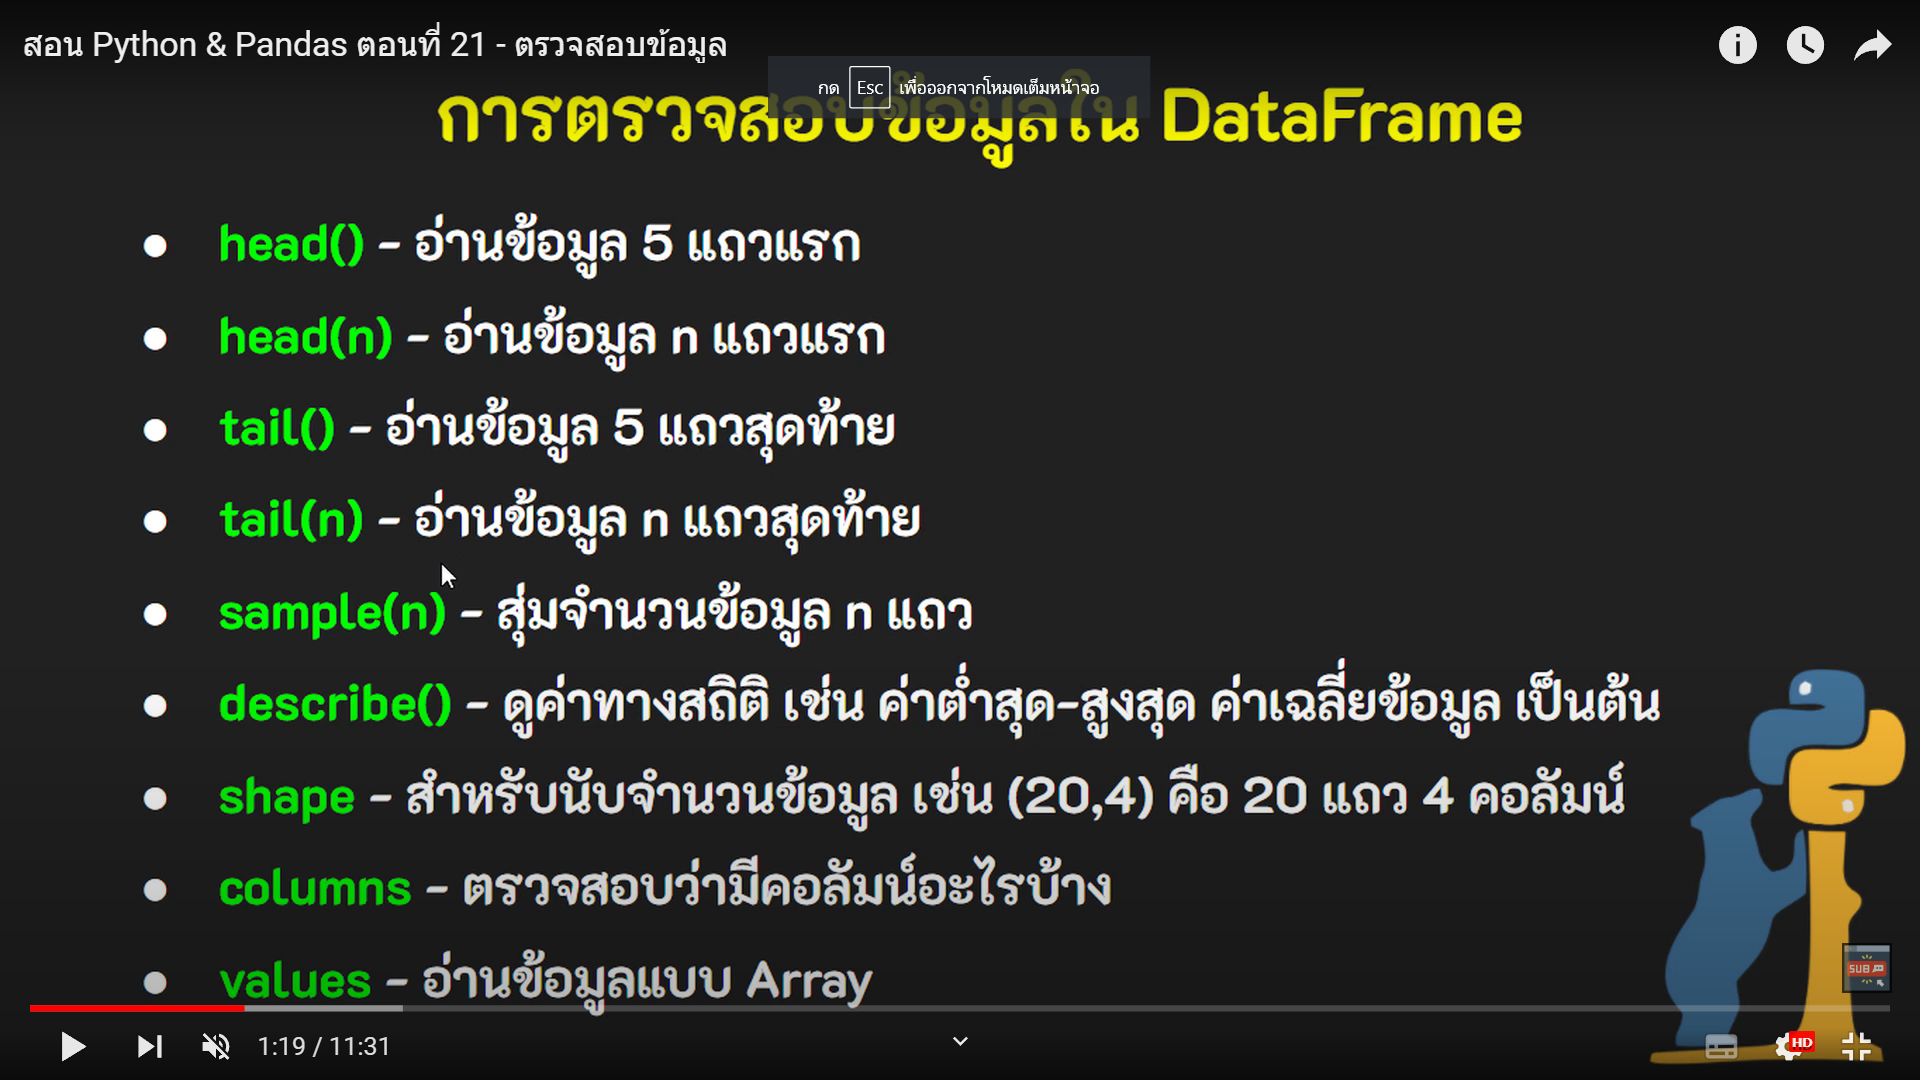 สอน Python & Pandas ตอนที่ 21 - ตรวจสอบข้อมูล
กด Esc เพื่อออกจากโหมดเต็มหน้าจอ
การตรวจสอบข้อมูลใน DataFrame
● head() - อ่านข้อมูล 5 แถวแรก
● head(n) - อ่านข้อมูล n แถวแรก
● tail() - อ่านข้อมูล 5 แถวสุดท้าย
● tail(n) - อ่านข้อมูล n แถวสุดท้าย
● sample(n) - สุ่มจำนวนข้อมูล n แถว
● describe() - ดูค่าทางสถิติ เช่น ค่าต่ำสุด-สูงสุด ค่าเฉลี่ยข้อมูล เป็นต้น
● shape - สำหรับนับจำนวนข้อมูล เช่น (20,4) คือ 20 แถว 4 คอลัมน์
● columns - ตรวจสอบว่ามีคอลัมน์อะไรบ้าง
● values - อ่านข้อมูลแบบ Array
SUB
1:19 / 11:31
HD